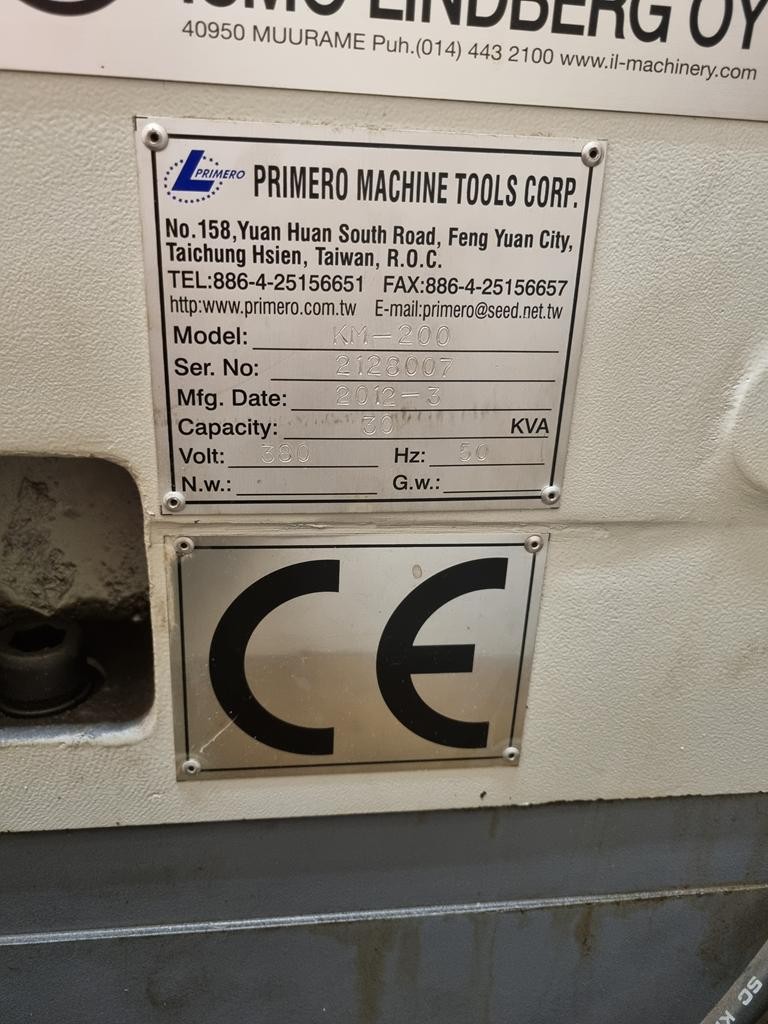 LINDBERG OY
40950 MUURAME Puh.(014) 443 2100 www.il-machinery.com
PRIMERO
PRIMERO MACHINE TOOLS CORP.
No.158,Yuan Huan South Road, Feng Yuan City,
Taichung Hsien, Taiwan, R.O.C.
TEL:886-4-25156651 FAX:886-4-25156657
http:www.primero.com.tw E-mail:primero@seed.net.tw
Model: KM-200
Ser. No: 2128007
Mfg. Date: 2012-3
Capacity: 30 KVA
Volt: 380 Hz: 50
N.w.: G.w.:
CE
SC